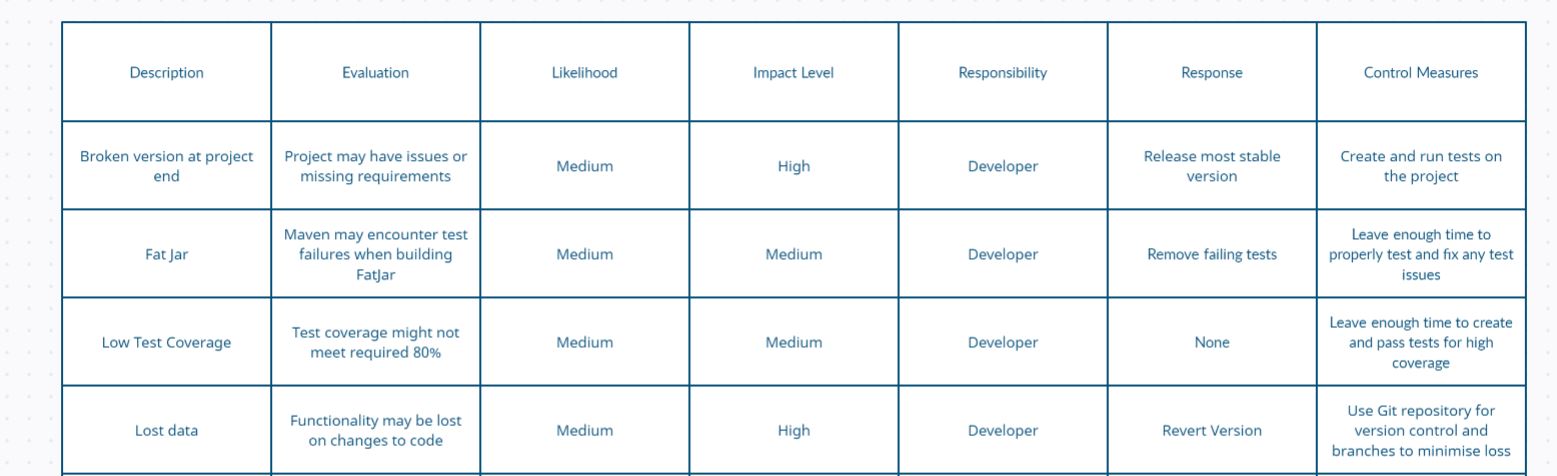 Description
Evaluation
Likelihood
Impact Level
Responsibility
Response
Control Measures
Broken version at project
end
Project may have issues or
missing requirements
Medium
High
Developer
Release most stable
version
Create and run tests on
the project
Fat Jar
Maven may encounter test
failures when building
FatJar
Medium
Medium
Developer
Remove failing tests
Leave enough time to
properly test and fix any test
issues
Low Test Coverage
Test coverage might not
meet required 80%
Medium
Medium
Developer
None
Leave enough time to create
and pass tests for high
coverage
Lost data
Functionality may be lost
on changes to code
Medium
High
Developer
Revert Version
Use Git repository for
version control and
branches to minimise loss